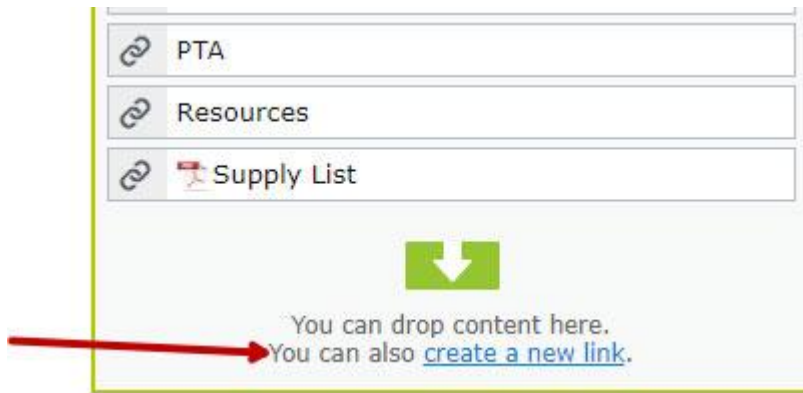 PTA
Resources
Supply List
You can drop content here.
You can also create a new link.